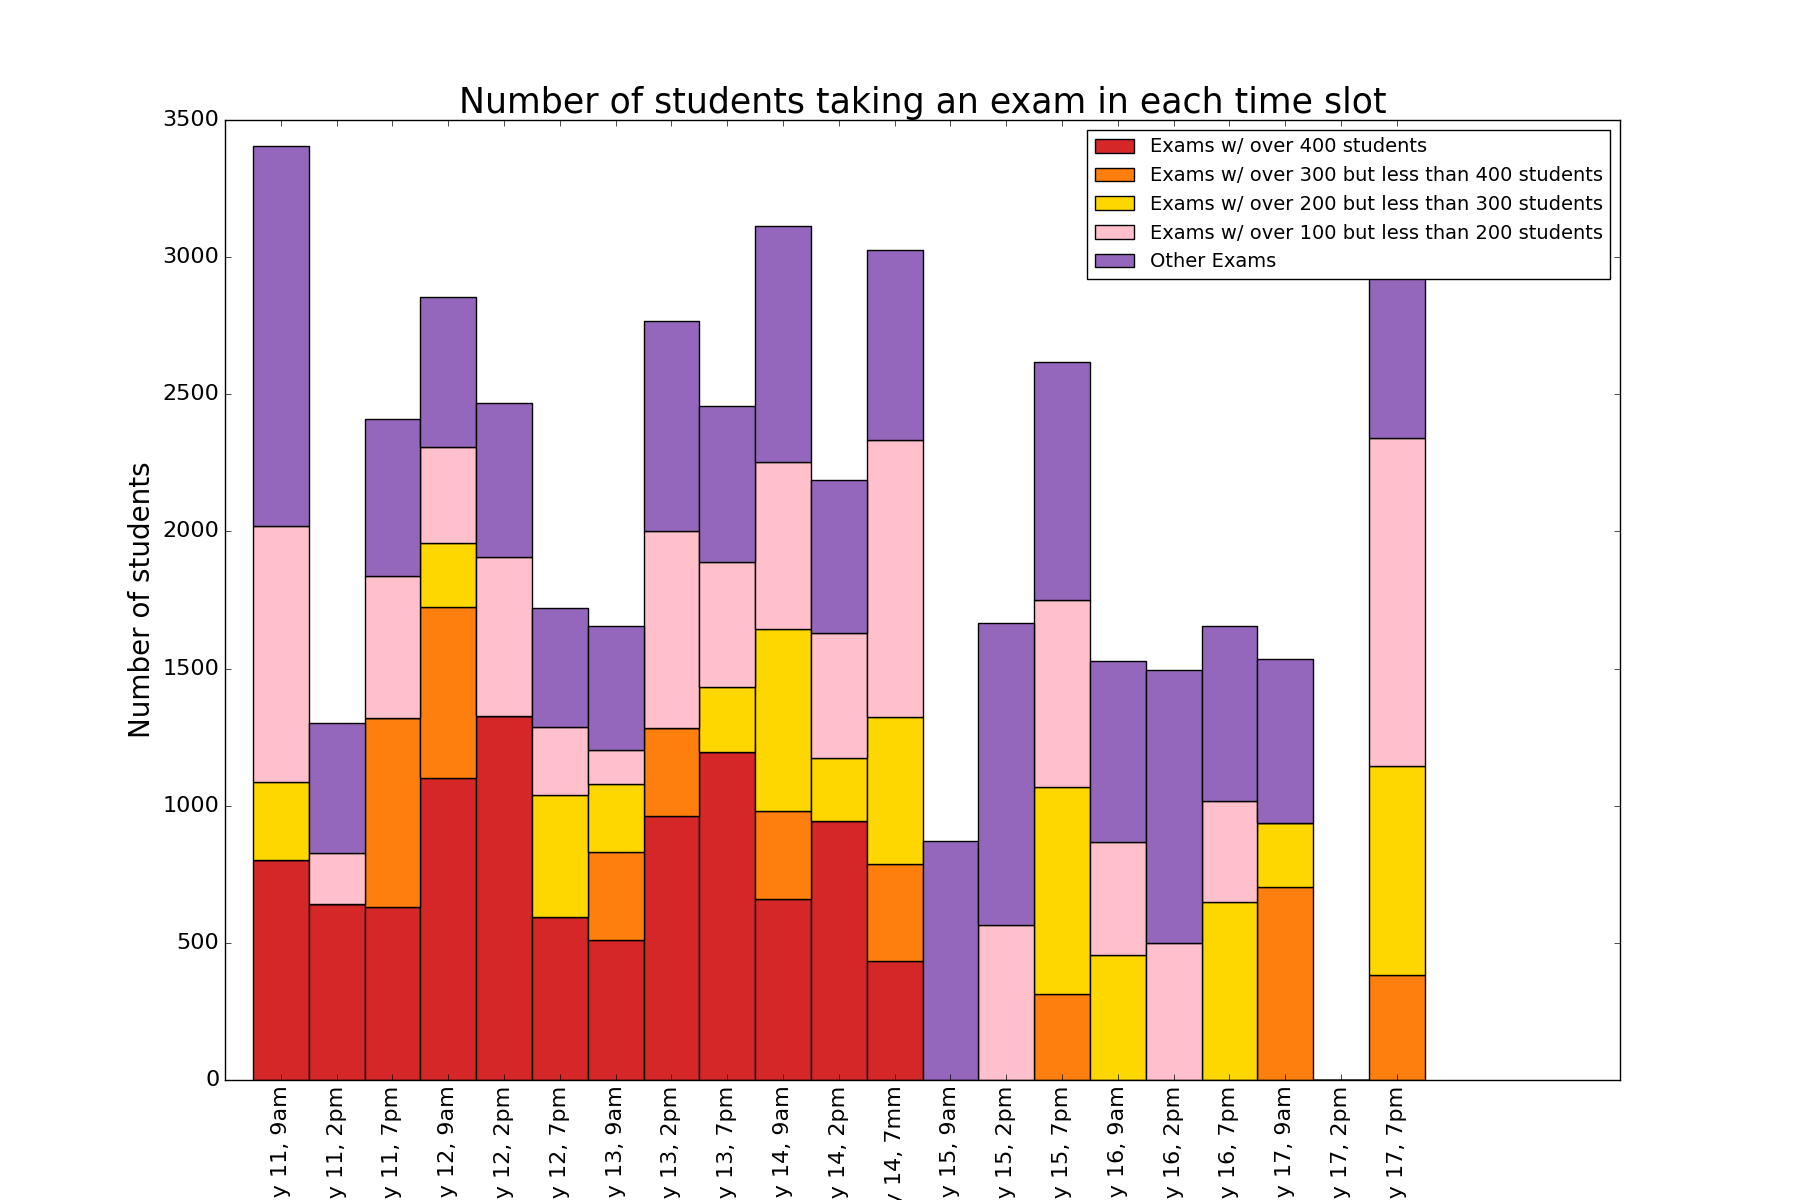 Number of students taking an exam in each time slot
Exams w/ over 400 students
Exams w/ over 300 but less than 400 students
Exams w/ over 200 but less than 300 students
Exams w/ over 100 but less than 200 students
Other Exams
Number of students
3500
3000
2500
2000
1500
1000
500
0
y 11, 9am
y 11, 2pm
y 11, 7pm
y 12, 9am
y 12, 2pm
y 12, 7pm
y 13, 9am
y 13, 2pm
y 13, 7pm
y 14, 9am
y 14, 2pm
y 14, 7mm
y 15, 9am
y 15, 2pm
y 15, 7pm
y 16, 9am
y 16, 2pm
y 16, 7pm
y 17, 9am
y 17, 2pm
y 17, 7pm